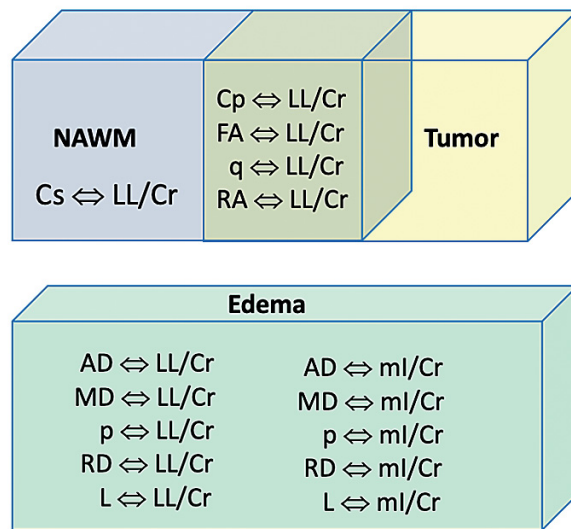 NAWM
Cs ⇔ LL/Cr
Cp ⇔ LL/Cr
FA ⇔ LL/Cr
q ⇔ LL/Cr
RA ⇔ LL/Cr
Tumor
Edema
AD ⇔ LL/Cr
MD ⇔ LL/Cr
p ⇔ LL/Cr
RD ⇔ LL/Cr
L ⇔ LL/Cr
AD ⇔ mI/Cr
MD ⇔ mI/Cr
p ⇔ mI/Cr
RD ⇔ mI/Cr
L ⇔ mI/Cr